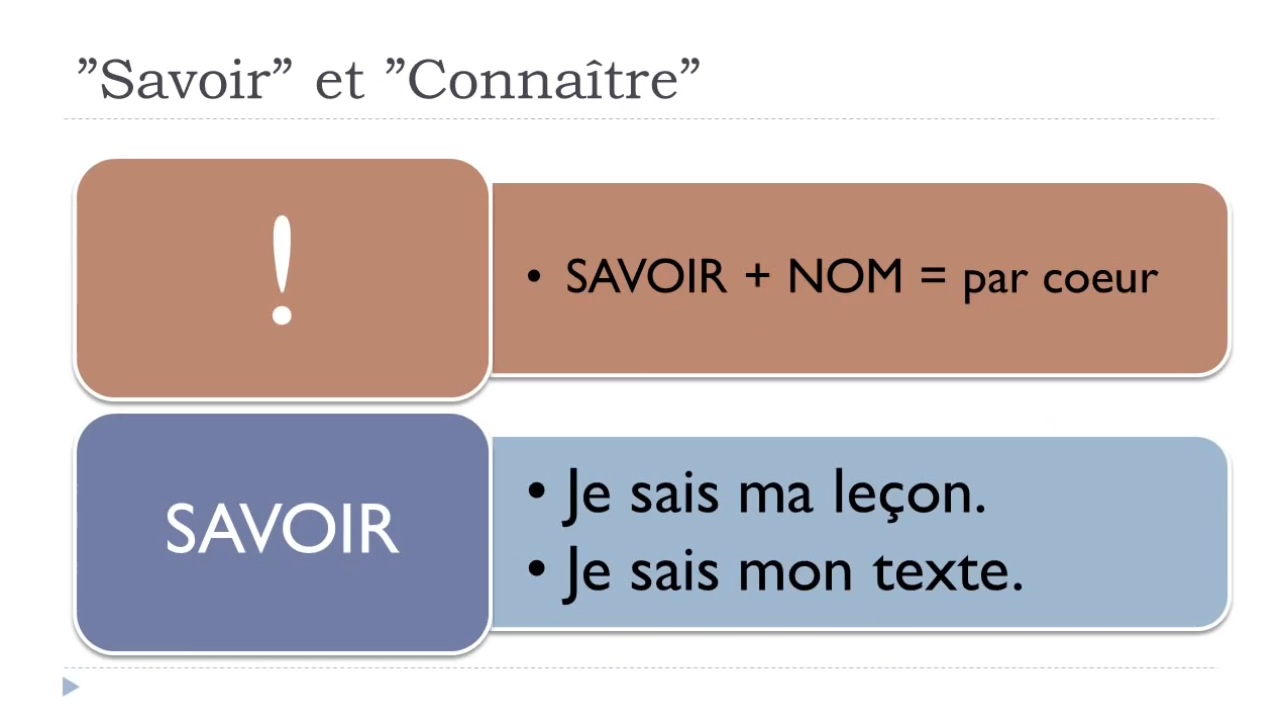 ”Savoir” et ”Connaître”
!
• SAVOIR + NOM = par coeur
SAVOIR
• Je sais ma leçon.
• Je sais mon texte.